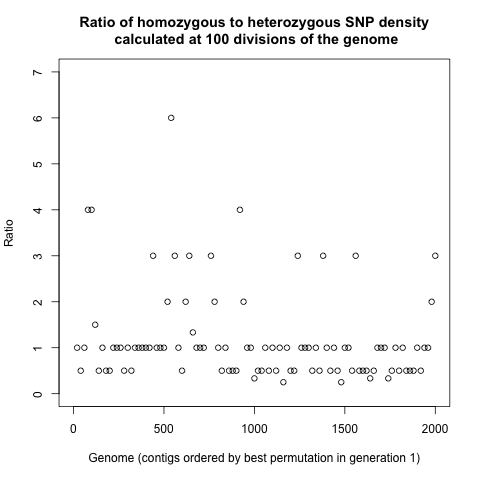 Ratio of homozygous to heterozygous SNP density
calculated at 100 divisions of the genome
7
6
5
4
3
2
1
0
Ratio
0 500 1000 1500 2000
Genome (contigs ordered by best permutation in generation 1)